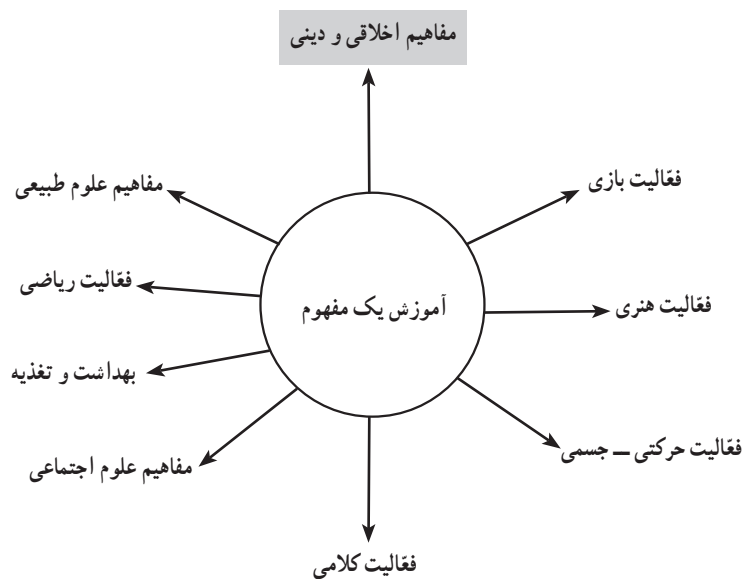 مفاهیم اخلاقی و دینی
فعّالیت بازی
مفاهیم علوم طبیعی
فعّالیت ریاضی
فعّالیت هنری
آموزش یک مفهوم
بهداشت و تغذیه
فعّالیت حرکتی ــ جسمی
مفاهیم علوم اجتماعی
فعّالیت کلامی